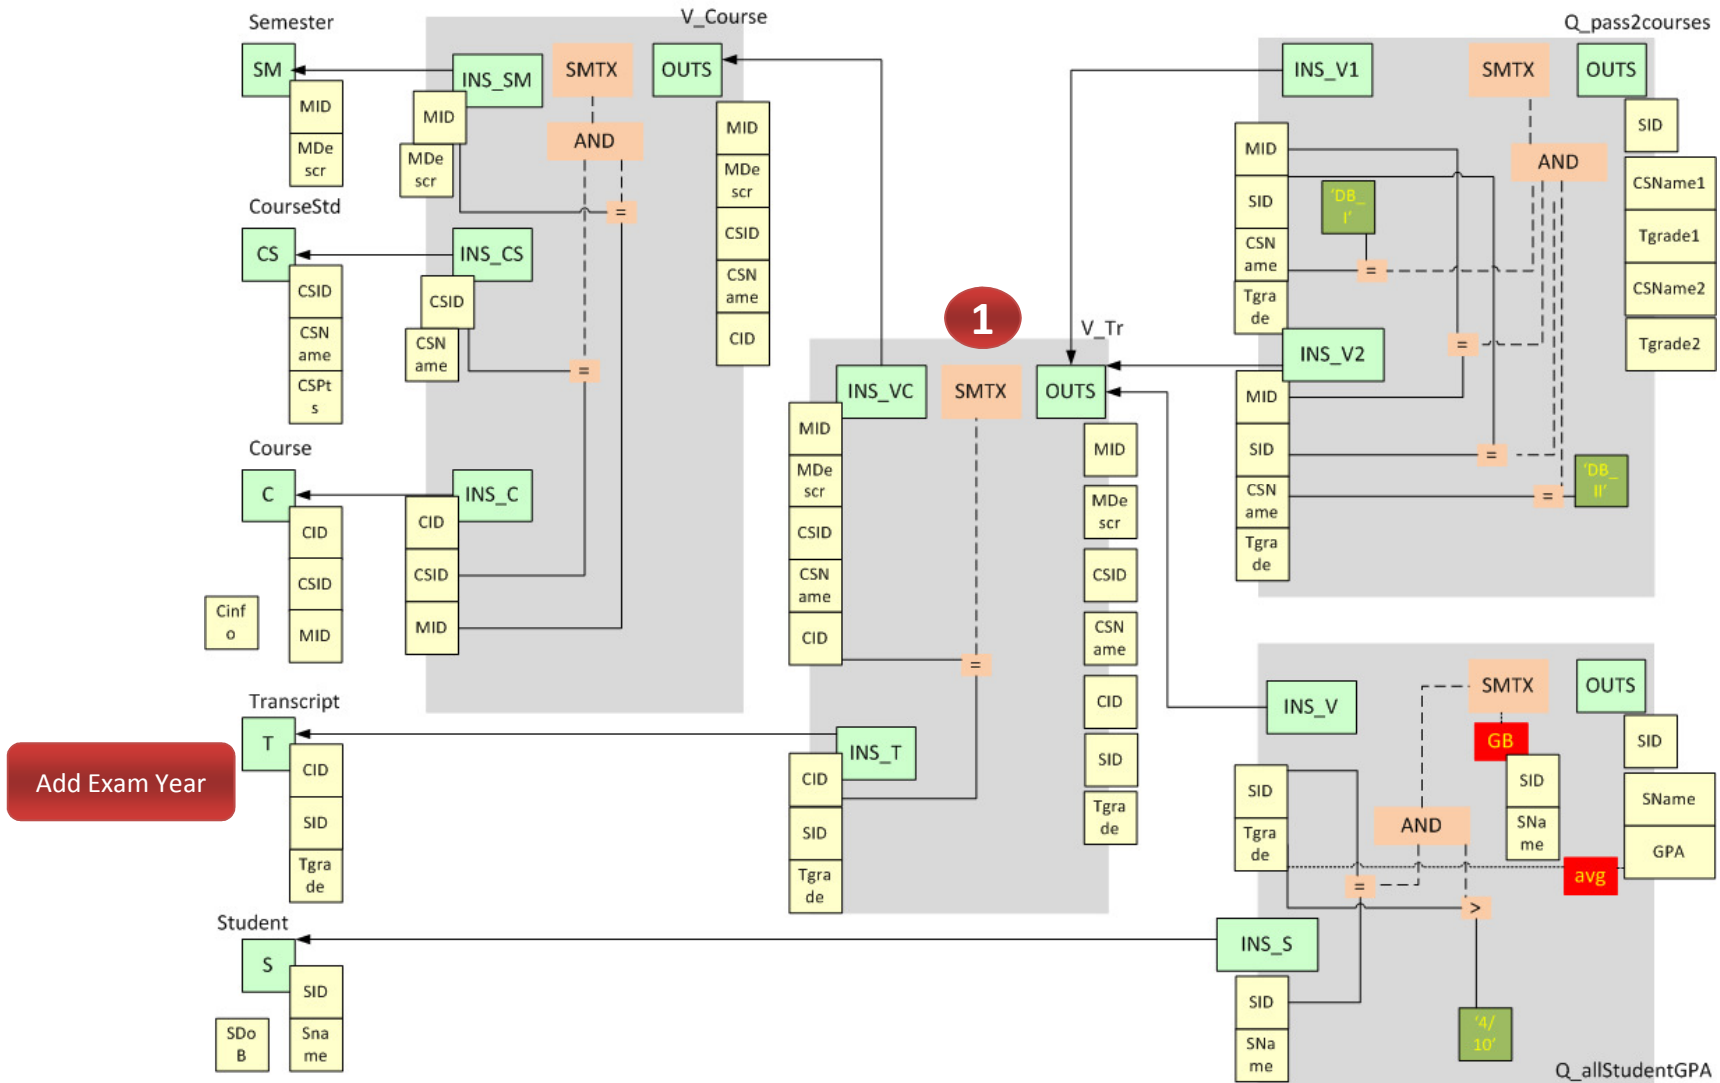 Semester
SM
MID
MDe
scr
CourseStd
CS
CSID
CSN
ame
CSPt
s
Course
C
CID
CSID
MID
Cinf
o
Transcript
T
CID
SID
Tgra
de
Add Exam Year
Student
S
SID
Sna
me
SDo
B
V_Course
INS_SM
MID
MDe
scr
SMTX
AND
=
OUTS
MID
MDe
scr
CSID
CSN
ame
CID
INS_CS
CSID
CSN
ame
=
INS_C
CID
CSID
MID
1
V_Tr
INS_VC
MID
MDe
scr
CSID
CSN
ame
CID
SMTX
=
OUTS
MID
MDe
scr
CSID
CSN
ame
CID
SID
Tgra
de
INS_T
CID
SID
Tgra
de
Q_pass2courses
INS_V1
MID
SID
CSN
ame
Tgra
de
'DB_
I'
=
SMTX
AND
OUTS
SID
CSName1
Tgrade1
CSName2
Tgrade2
INS_V2
MID
SID
CSN
ame
Tgra
de
=
=
=
'DB_
II'
INS_V
SID
Tgra
de
SMTX
GB
SID
SNa
me
AND
=
>
avg
OUTS
SID
SName
GPA
INS_S
SID
SNa
me
'4/
10'
Q_allStudentGPA